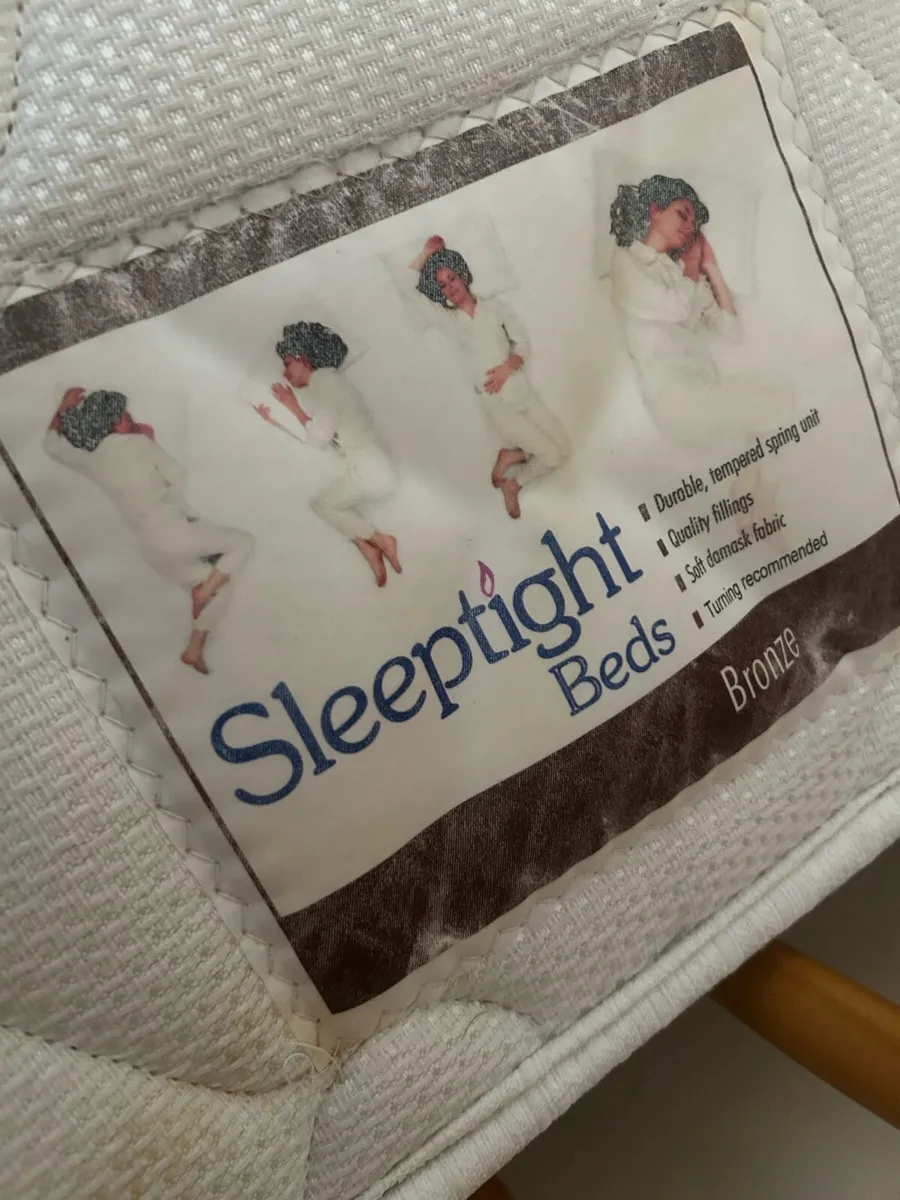 Durable, tempered spring unit
Quality fillings
Soft damask fabric
Turning recommended
Sleeptight
Beds
Bronze